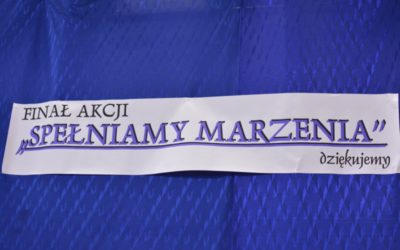 FINAŁ AKCJI
„SPEŁNIAMY MARZENIA”
dziękujemy